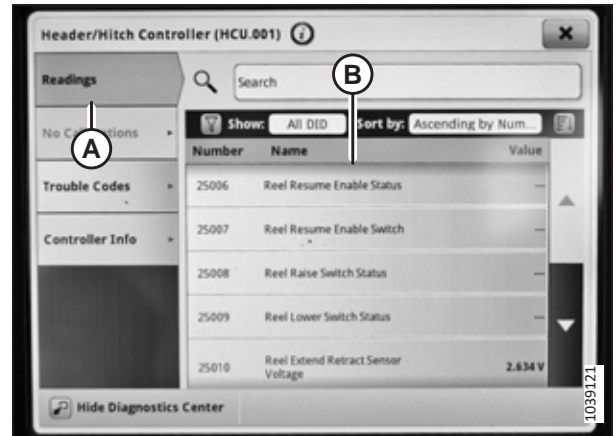 Header/Hitch Controller (HCU.001) i
Readings
Search
B
Show: All DID Sort by: Ascending by Num...
No Ca
A
tions
Number Name Value
25006 Reel Resume Enable Status ---
Trouble Codes
25007 Reel Resume Enable Switch ---
Controller Info
25008 Reel Raise Switch Status ---
25009 Reel Lower Switch Status ---
25010 Reel Extend Retract Sensor Voltage 2.634 V
Hide Diagnostics Center
1039121